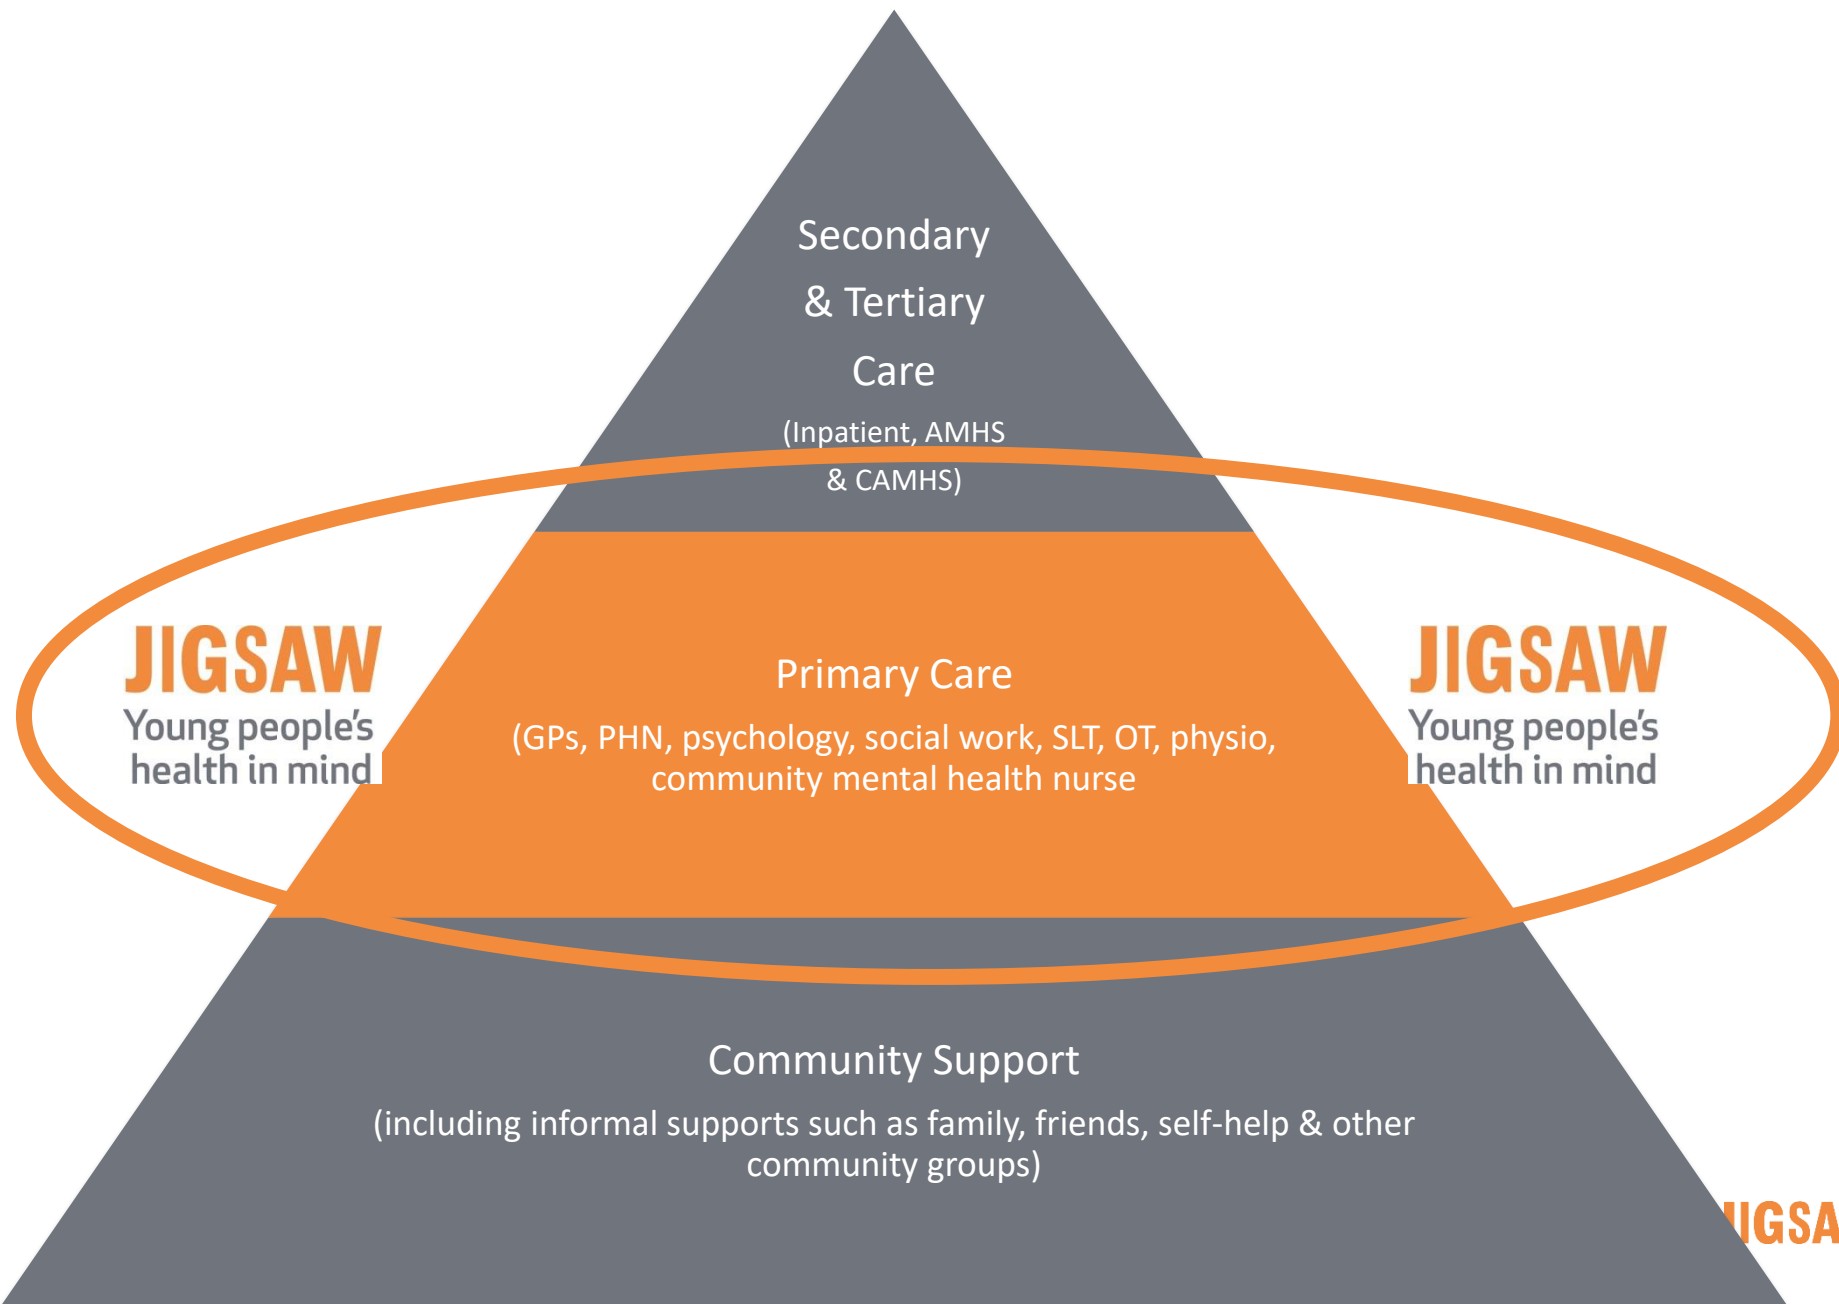 Secondary
& Tertiary
Care
(Inpatient, AMHS
& CAMHS)
JIGSAW
Young people's
health in mind
Primary Care
(GPs, PHN, psychology, social work, SLT, OT, physio,
community mental health nurse
JIGSAW
Young people's
health in mind
Community Support
(including informal supports such as family, friends, self-help & other
community groups)
JIGSA